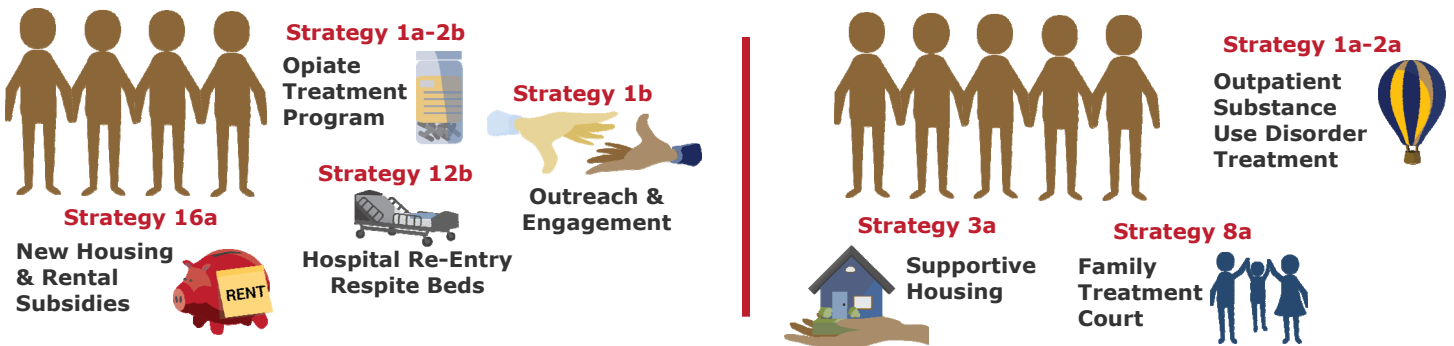 Strategy 1a-2b
Opiate
Treatment
Program
Strategy 1b
Outreach &
Engagement
Strategy 12b
Hospital Re-Entry
Respite Beds
Strategy 16a
New Housing
& Rental
Subsidies
RENT
Strategy 1a-2a
Outpatient
Substance
Use Disorder
Treatment
Strategy 3a
Supportive
Housing
Strategy 8a
Family
Treatment
Court